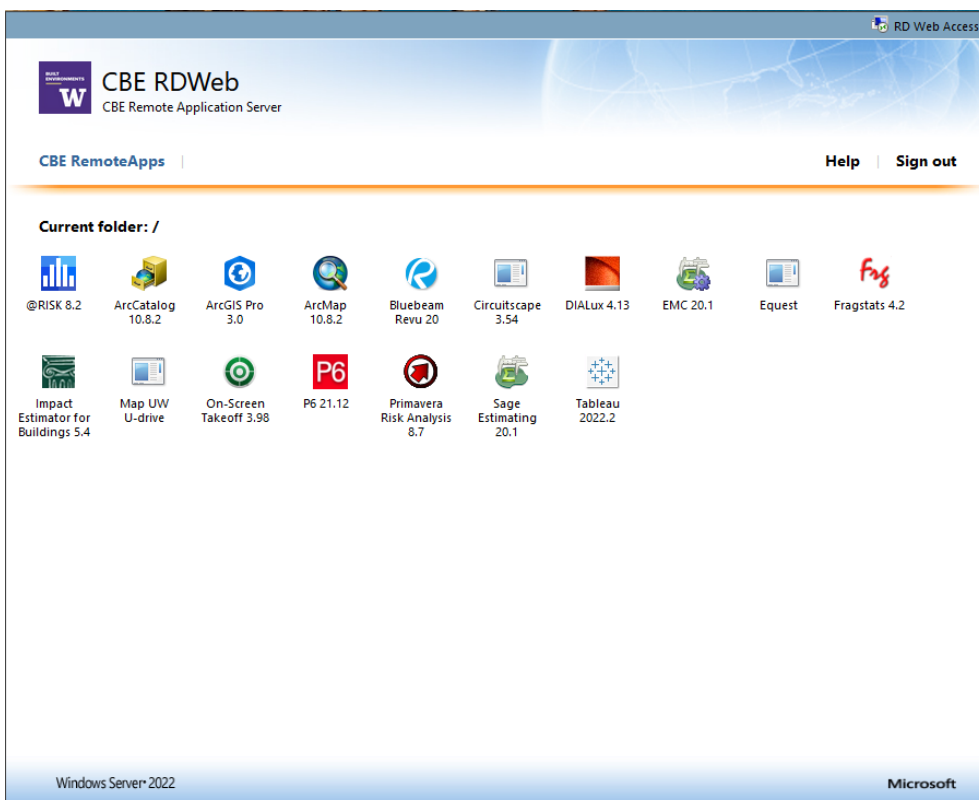 RD Web Access
BUILT
ENVIRONMENTS
W
CBE RDWeb
CBE Remote Application Server
CBE RemoteApps
Help
Sign out
Current folder: /
@RISK 8.2
ArcCatalog
10.8.2
ArcGIS Pro
3.0
ArcMap
10.8.2
Bluebeam
Revu 20
Circuitscape
3.54
DIALux 4.13
EMC 20.1
Equest
Frg
Fragstats 4.2
Impact
Estimator for
Buildings 5.4
Map UW
U-drive
On-Screen
Takeoff 3.98
P6
P6 21.12
Primavera
Risk Analysis
8.7
Sage
Estimating
20.1
Tableau
2022.2
Windows Server 2022
Microsoft